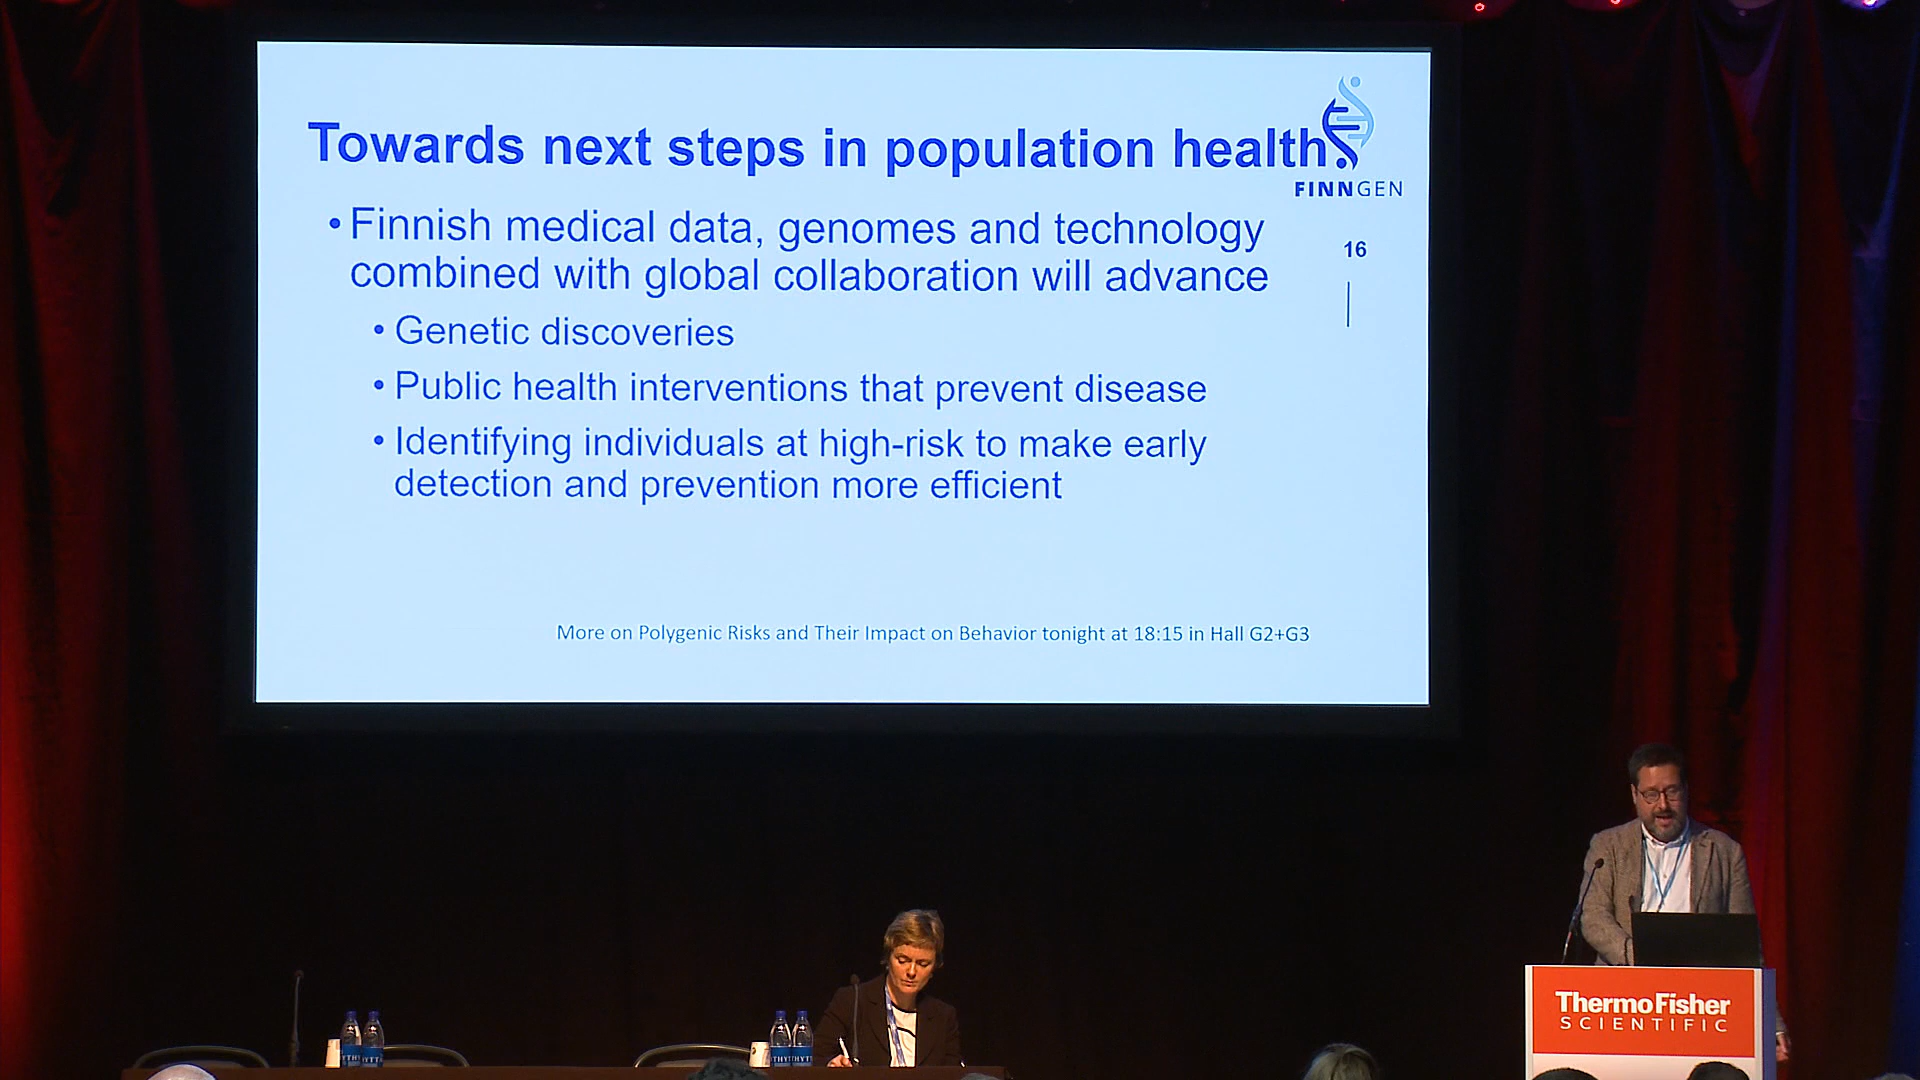 Towards next steps in population health
FINNGEN
• Finnish medical data, genomes and technology
combined with global collaboration will advance
16
• Genetic discoveries
• Public health interventions that prevent disease
• Identifying individuals at high-risk to make early
detection and prevention more efficient
More on Polygenic Risks and Their Impact on Behavior tonight at 18:15 in Hall G2+G3
ThermoFisher
SCIENTIFIC